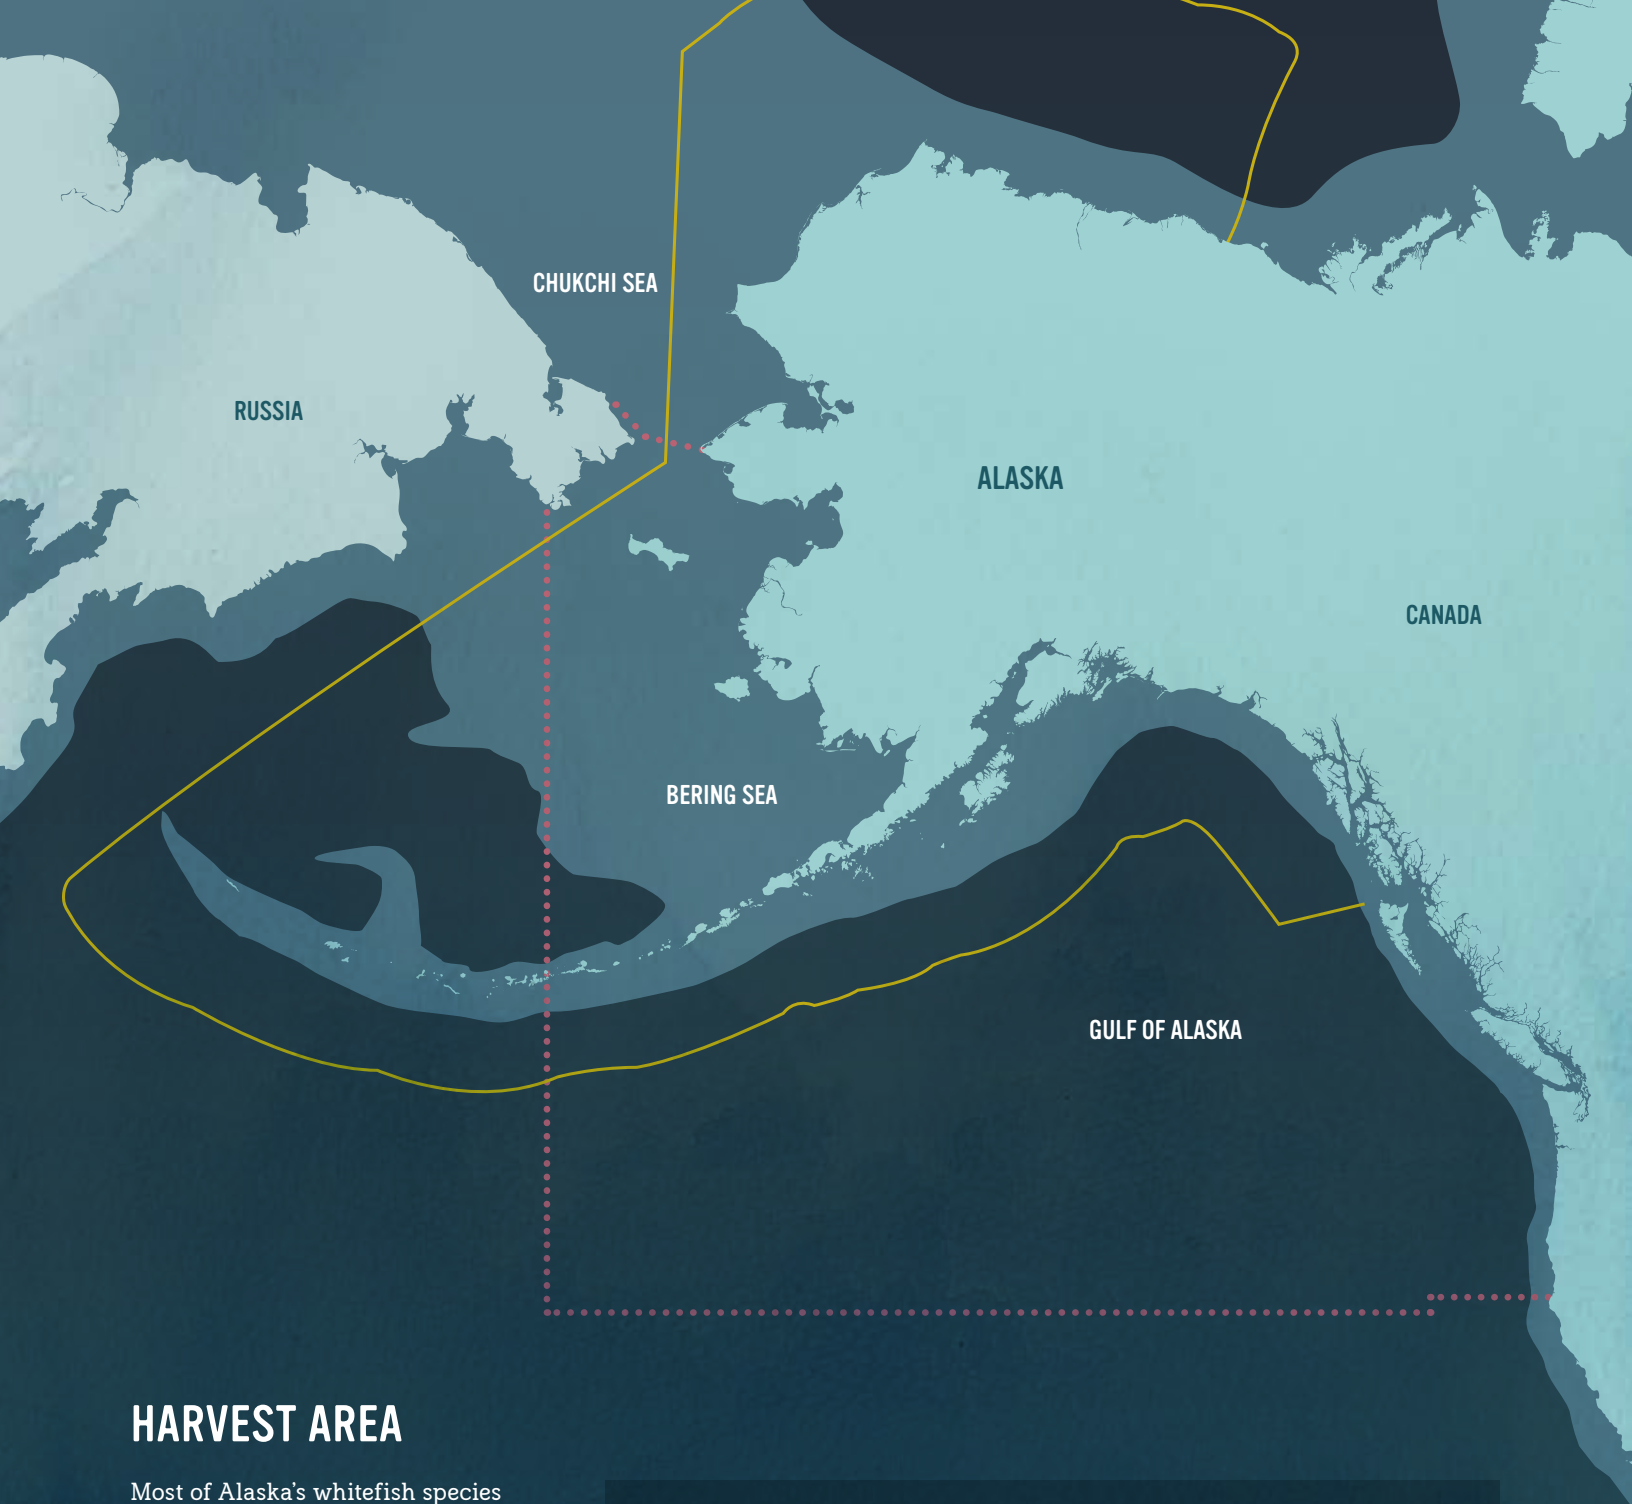 CHUKCHI SEA
RUSSIA
ALASKA
CANADA
BERING SEA
GULF OF ALASKA
HARVEST AREA
Most of Alaska's whitefish species